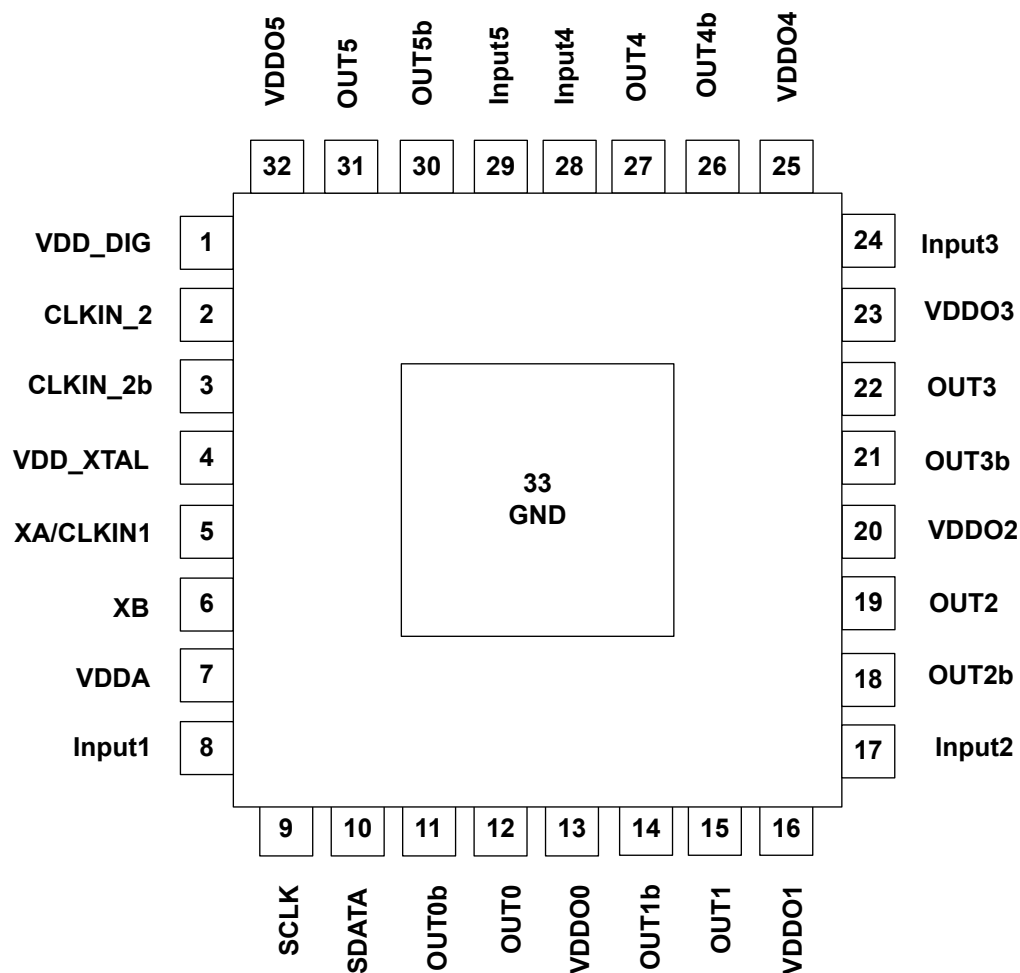 VDDO5
OUT5
OUT5b
Input5
Input4
OUT4
OUT4b
VDDO4
32
31
30
29
28
27
26
25
VDD_DIG
1
24
Input3
CLKIN_2
2
23
VDDO3
CLKIN_2b
3
22
OUT3
VDD_XTAL
4
21
OUT3b
33
GND
XA/CLKIN1
5
20
VDDO2
XB
6
19
OUT2
VDDA
7
18
OUT2b
Input1
8
17
Input2
9
10
11
12
13
14
15
16
SCLK
SDATA
OUT0b
OUT0
VDDO0
OUT1b
OUT1
VDDO1